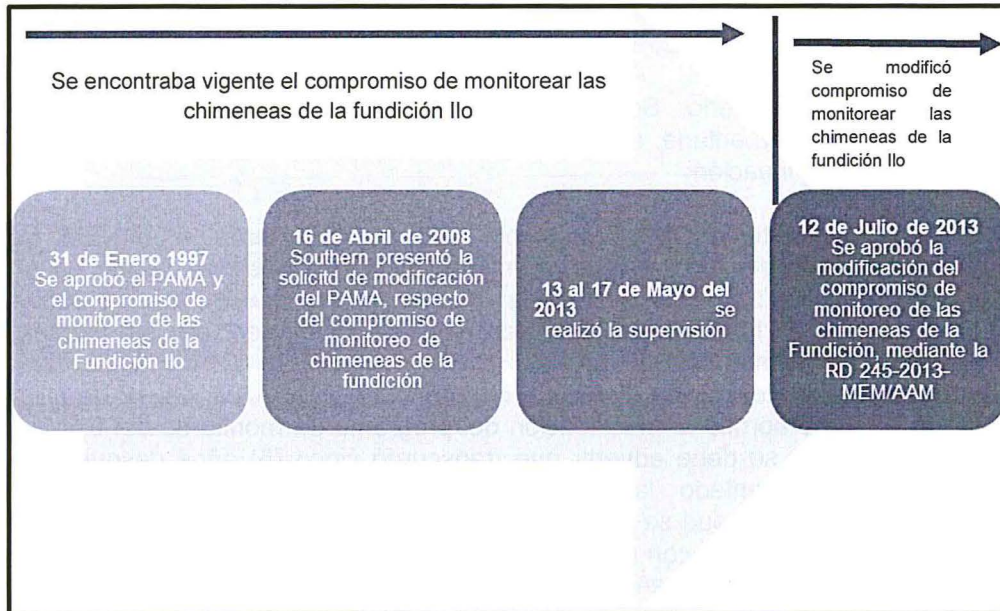 Se encontraba vigente el compromiso de monitorear las
chimeneas de la fundición Ilo
Se modificó
compromiso de
monitorear las
chimeneas de la
fundición Ilo
31 de Enero 1997
Se aprobó el PAMA y
el compromiso de
monitoreo de las
chimeneas de la
Fundición Ilo
16 de Abril de 2008
Southern presentó la
solicitd de modificación
del PAMA, respecto
del compromiso de
monitoreo de
chimeneas de la
fundición
13 al 17 de Mayo del
2013 se
realizó la supervisión
12 de Julio de 2013
Se aprobó la
modificación del
compromiso de
monitoreo de las
chimeneas de la
Fundición, mediante la
RD 245-2013-
MEM/AAM